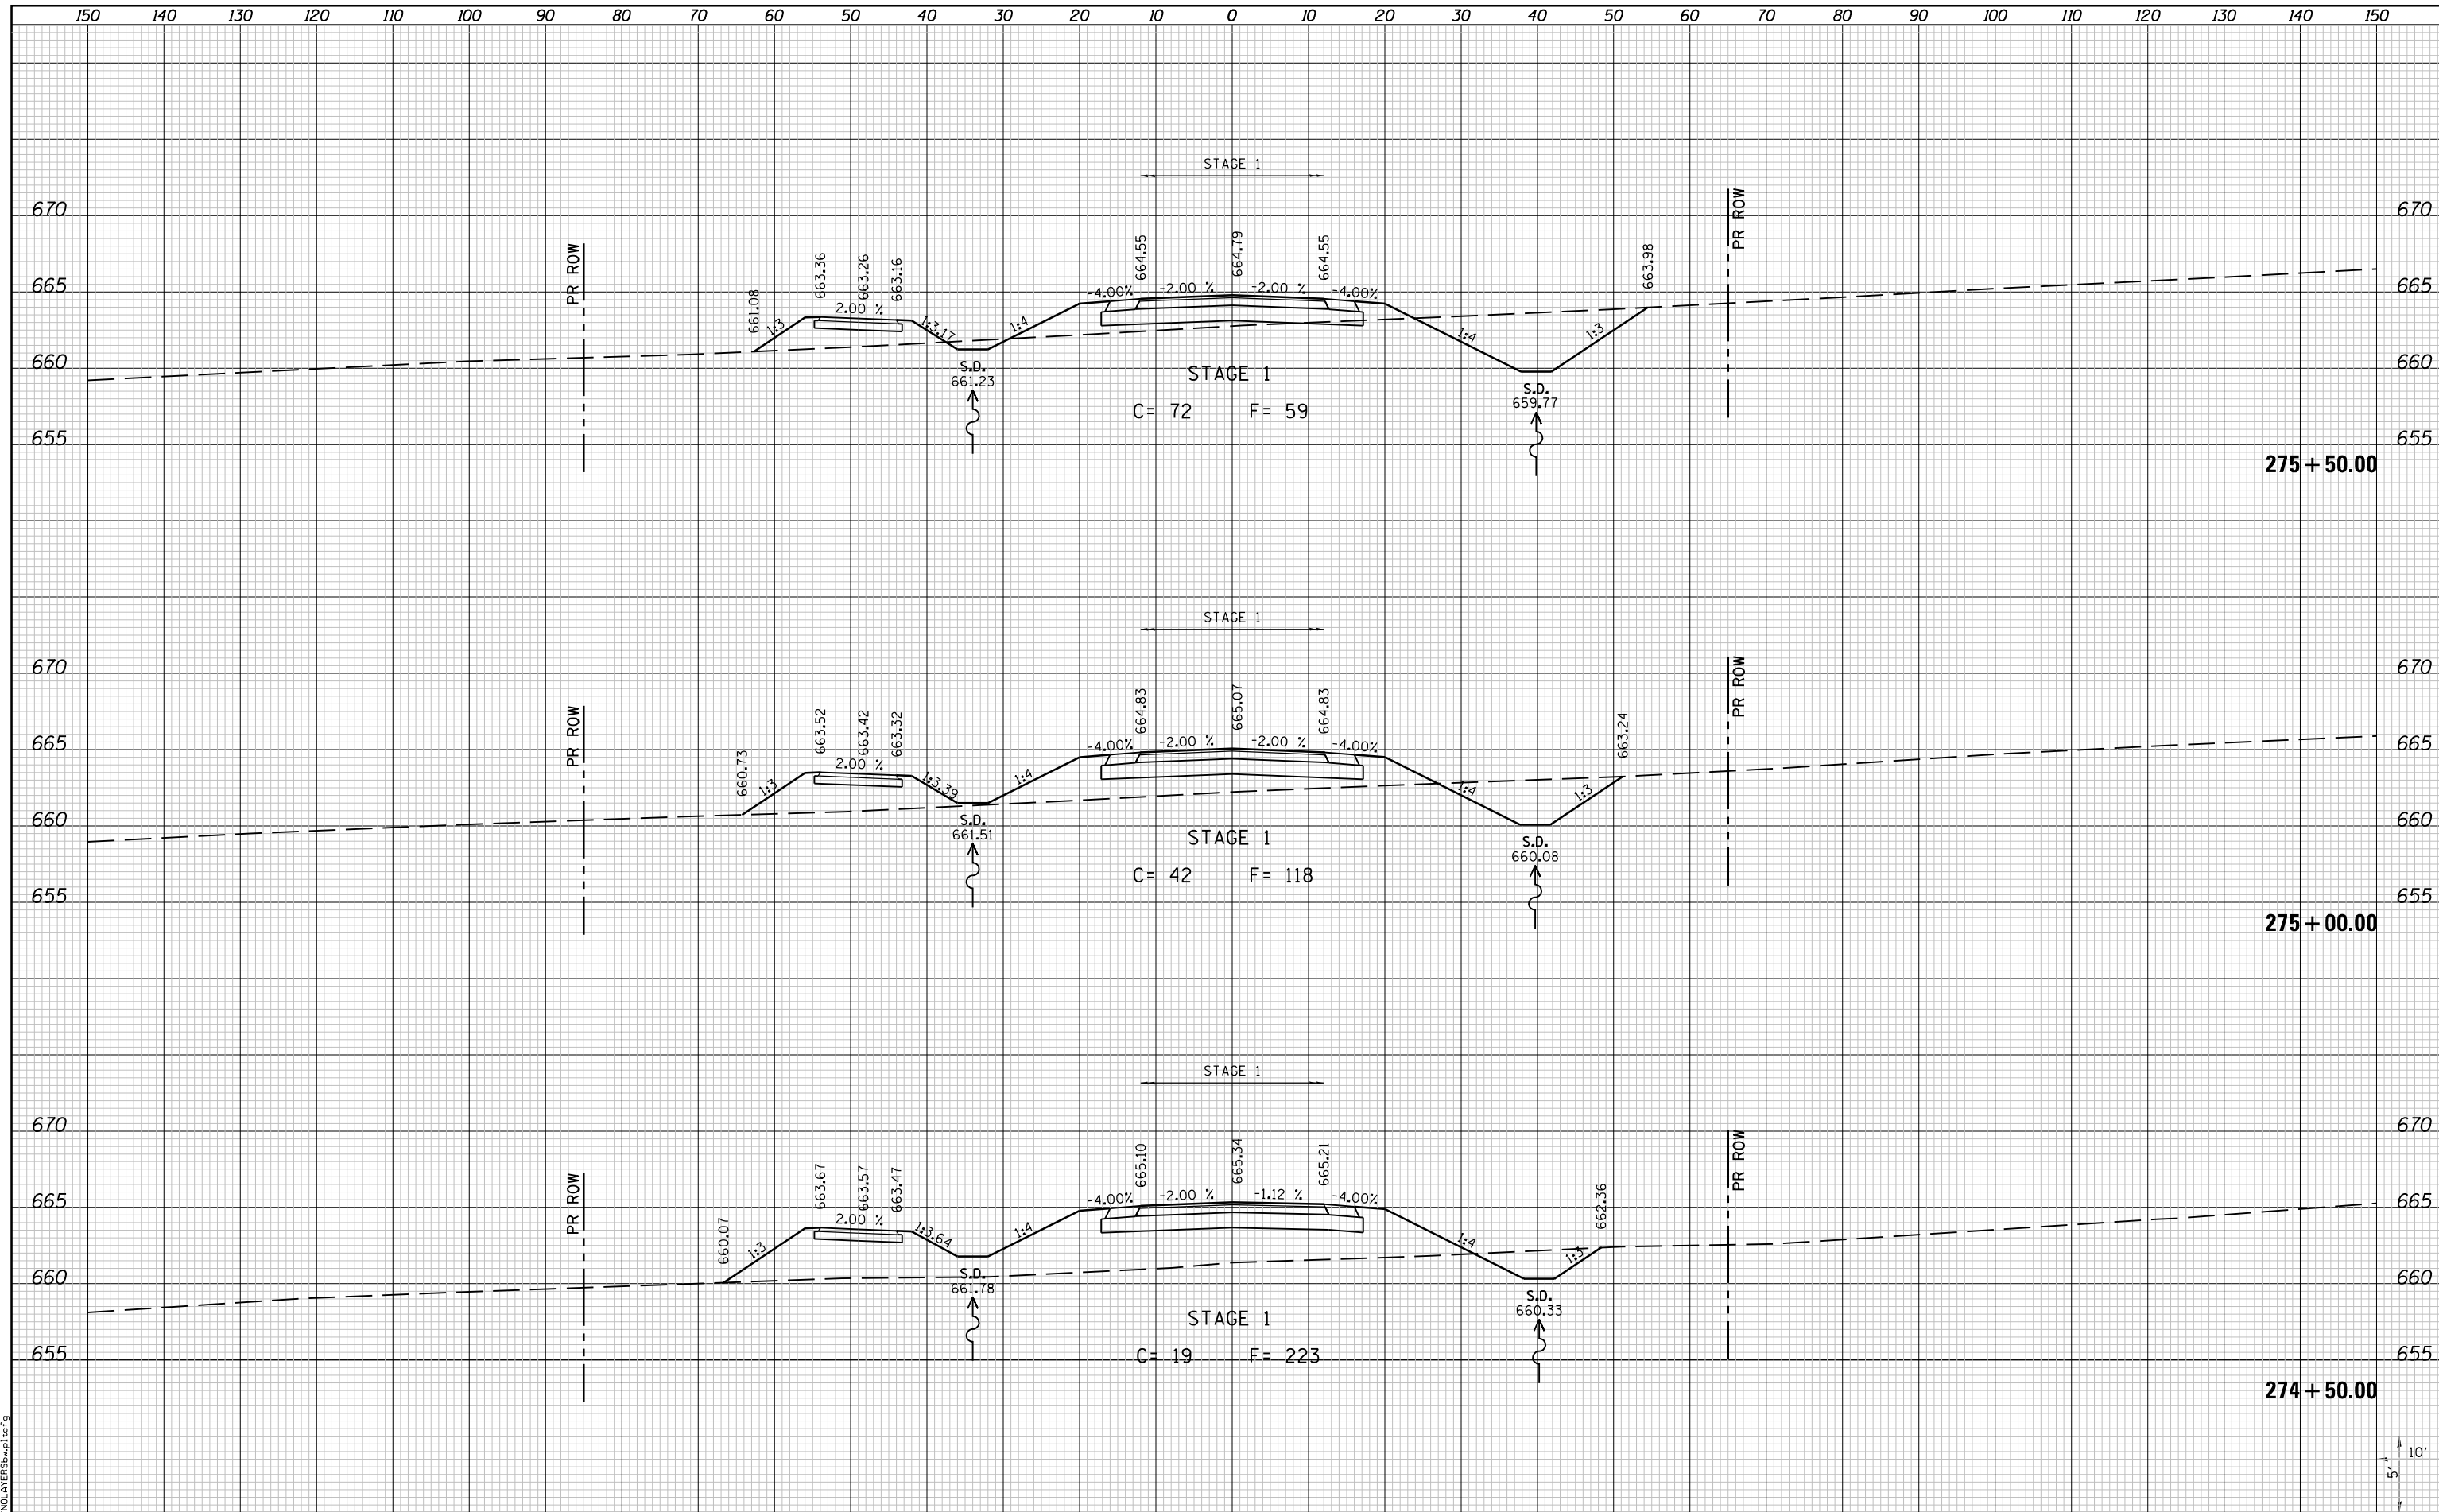 150 140 130 120 110 100 90 80 70 60 50 40 30 20 10 0 10 20 30 40 50 60 70 80 90 100 110 120 130 140 150
STAGE 1
670 670
PR ROW PR ROW
665 665
661.08 663.36 663.26 663.16 664.55 664.79 664.55 663.98
1:3 2.00 % 1:3.17 1:4 -4.00% -2.00 % -2.00 % -4.00% 1:4 1:3
660 660
S.D. S.D.
661.23 659.77
STAGE 1
C= 72 F= 59
655 655
275+50.00
STAGE 1
670 670
PR ROW PR ROW
665 665
660.73 663.52 663.42 663.32 664.83 665.07 664.83 663.24
1:3 2.00 % 1:3.39 1:4 -4.00% -2.00 % -2.00 % -4.00% 1:4 1:3
660 660
S.D. S.D.
661.51 660.08
STAGE 1
C= 42 F= 118
655 655
275+00.00
STAGE 1
670 670
PR ROW PR ROW
665 665
660.07 663.67 663.57 663.47 665.10 665.34 665.21 662.36
1:3 2.00 % 1:3.64 1:4 -4.00% -2.00 % -1.12 % -4.00% 1:4 1:3
660 660
S.D. S.D.
661.78 660.33
STAGE 1
C= 19 F= 223
655 655
274+50.00
10'
5'
NOLAYERSbw.pltcfg